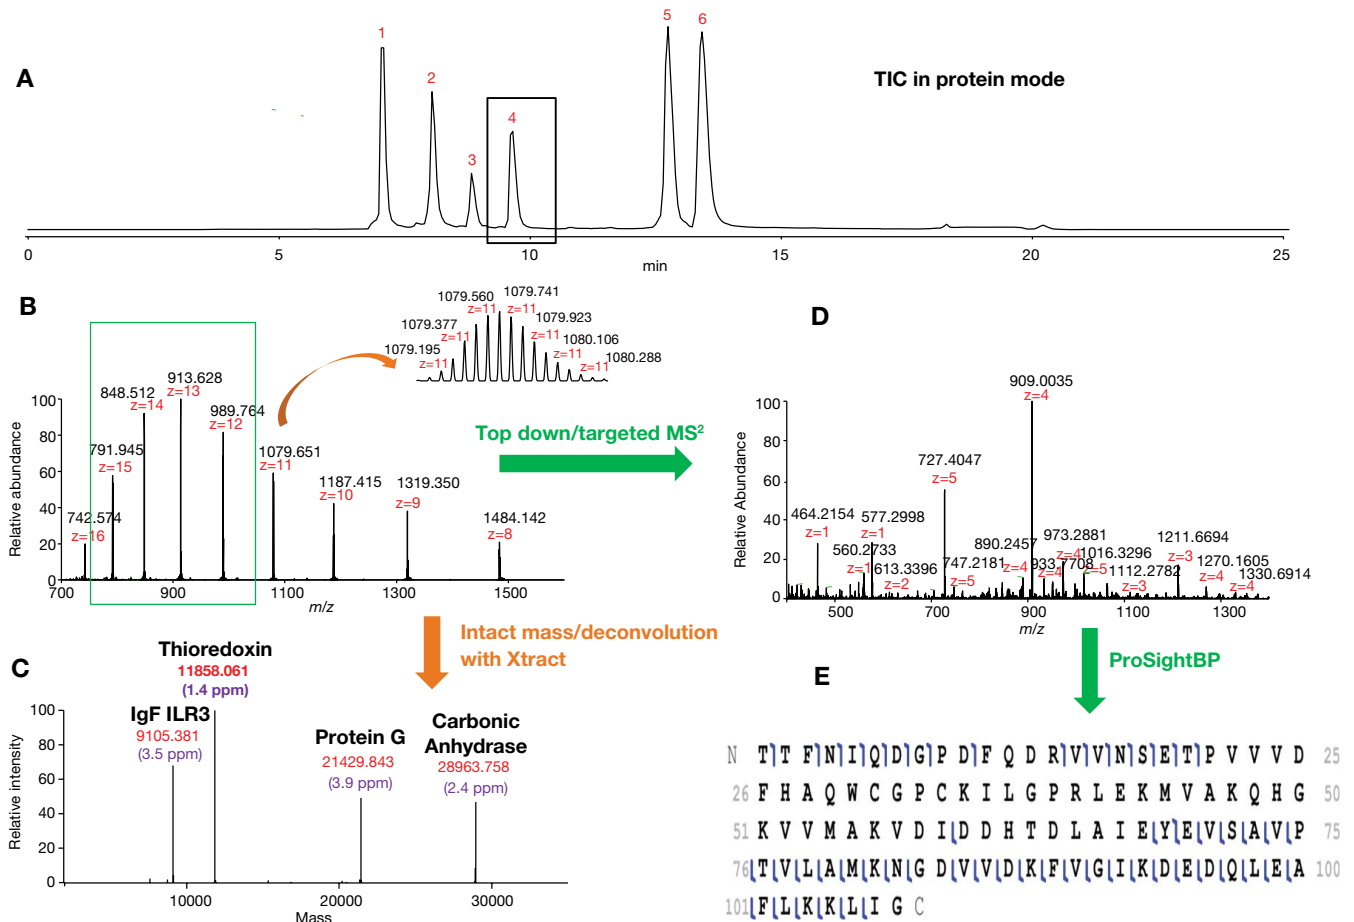 A
TIC in protein mode
1
2
3
4
5
6
0
5
10
15
20
25
min
B
Relative abundance
100
80
60
40
20
0
742.574
z=16
791.945
z=15
848.512
z=14
913.628
z=13
989.764
z=12
1079.651
z=11
1187.415
z=10
1319.350
z=9
1484.142
z=8
700
900
1100
1300
1500
m/z
1079.195
z=11
1079.377
z=11
1079.560
z=11
1079.741
z=11
1079.923
z=11
1080.106
z=11
1080.288
z=11
Top down/targeted MS²
D
Relative Abundance
100
80
60
40
20
0
464.2154
z=1
560.2733
z=1
577.2998
z=1
613.3396
z=2
727.4047
z=5
747.2181
z=5
890.2457
z=4
909.0035
z=4
933.7708
z=4
973.2881
z=4
1016.3296
z=5
1112.2782
z=3
1211.6694
z=3
1270.1605
z=4
1330.6914
z=4
500
700
900
1100
1300
m/z
Intact mass/deconvolution
with Xtract
ProSightBP
C
Relative intensity
100
80
60
40
20
0
IgF ILR3
9105.381
(3.5 ppm)
Thioredoxin
11858.061
(1.4 ppm)
Protein G
21429.843
(3.9 ppm)
Carbonic
Anhydrase
28963.758
(2.4 ppm)
10000
20000
30000
Mass
E
N T T F N I Q D G P D F Q D R V V N S E T P V V V D 25
26 F H A Q W C G P C K I L G P R L E K M V A K Q H G 50
51 K V V M A K V D I D D H T D L A I E Y E V S A V P 75
76 T V L A M K N G D V V D K F V G I K D E D Q L E A 100
101 F L K K L I G C